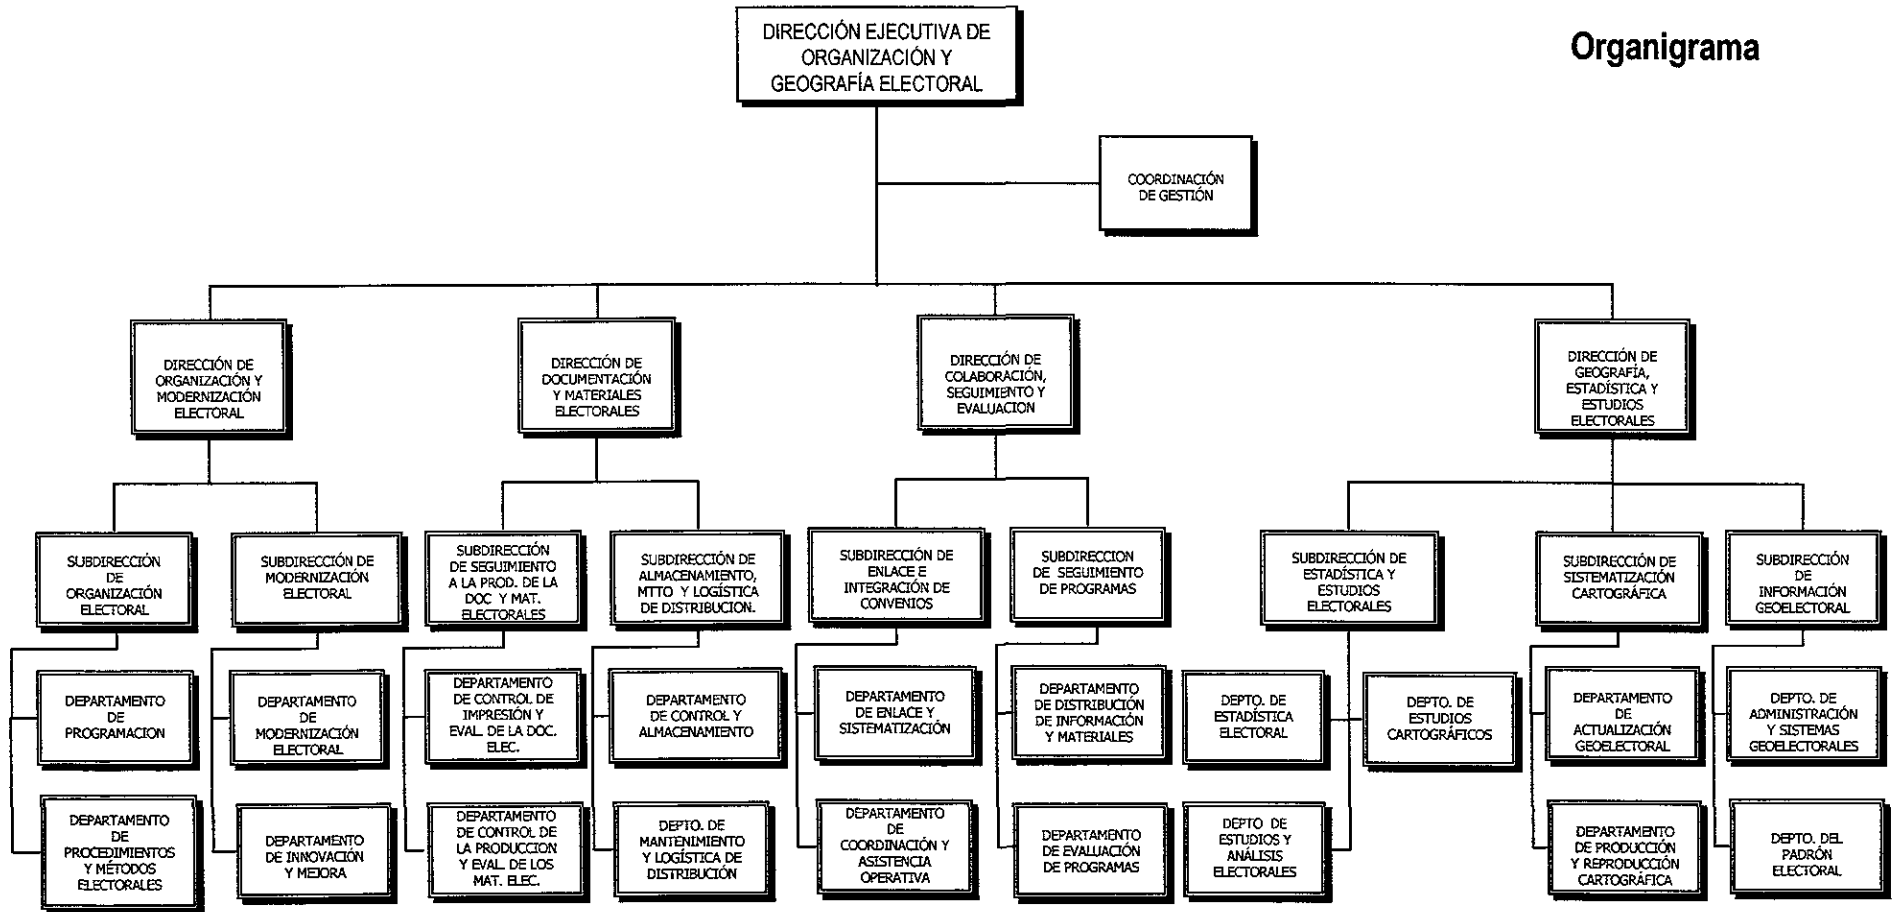 DIRECCIÓN EJECUTIVA DE
ORGANIZACIÓN Y
GEOGRAFÍA ELECTORAL
Organigrama
COORDINACIÓN
DE GESTIÓN
DIRECCIÓN DE
ORGANIZACIÓN Y
MODERNIZACIÓN
ELECTORAL
DIRECCIÓN DE
DOCUMENTACIÓN
Y MATERIALES
ELECTORALES
DIRECCIÓN DE
COLABORACIÓN,
SEGUIMIENTO Y
EVALUACION
DIRECCIÓN DE
GEOGRAFÍA,
ESTADÍSTICA Y
ESTUDIOS
ELECTORALES
SUBDIRECCIÓN
DE
ORGANIZACIÓN
ELECTORAL
SUBDIRECCIÓN DE
MODERNIZACIÓN
ELECTORAL
SUBDIRECCIÓN
DE SEGUIMIENTO
A LA PROD. DE LA
DOC Y MAT.
ELECTORALES
SUBDIRECCIÓN DE
ALMACENAMIENTO,
MTTO Y LOGÍSTICA
DE DISTRIBUCION.
SUBDIRECCIÓN DE
ENLACE E
INTEGRACIÓN DE
CONVENIOS
SUBDIRECCION
DE SEGUIMIENTO
DE PROGRAMAS
SUBDIRECCIÓN DE
ESTADÍSTICA Y
ESTUDIOS
ELECTORALES
SUBDIRECCIÓN DE
SISTEMATIZACIÓN
CARTOGRÁFICA
SUBDIRECCIÓN
DE
INFORMACIÓN
GEOELECTORAL
DEPARTAMENTO
DE
PROGRAMACION
DEPARTAMENTO
DE
MODERNIZACIÓN
ELECTORAL
DEPARTAMENTO
DE CONTROL DE
IMPRESIÓN Y
EVAL. DE LA DOC.
ELEC.
DEPARTAMENTO
DE CONTROL Y
ALMACENAMIENTO
DEPARTAMENTO
DE ENLACE Y
SISTEMATIZACIÓN
DEPARTAMENTO
DE DISTRIBUCIÓN
DE INFORMACIÓN
Y MATERIALES
DEPTO. DE
ESTADÍSTICA
ELECTORAL
DEPTO. DE
ESTUDIOS
CARTOGRÁFICOS
DEPARTAMENTO
DE
ACTUALIZACIÓN
GEOELECTORAL
DEPTO. DE
ADMINISTRACIÓN
Y SISTEMAS
GEOELECTORALES
DEPARTAMENTO
DE
PROCEDIMIENTOS
Y MÉTODOS
ELECTORALES
DEPARTAMENTO
DE INNOVACIÓN
Y MEJORA
DEPARTAMENTO
DE CONTROL DE
LA PRODUCCION
Y EVAL. DE LOS
MAT. ELEC.
DEPTO. DE
MANTENIMIENTO
Y LOGÍSTICA DE
DISTRIBUCIÓN
DEPARTAMENTO
DE
COORDINACIÓN Y
ASISTENCIA
OPERATIVA
DEPARTAMENTO
DE EVALUACIÓN
DE PROGRAMAS
DEPTO DE
ESTUDIOS Y
ANÁLISIS
ELECTORALES
DEPARTAMENTO
DE PRODUCCIÓN
Y REPRODUCCIÓN
CARTOGRÁFICA
DEPTO. DEL
PADRÓN
ELECTORAL